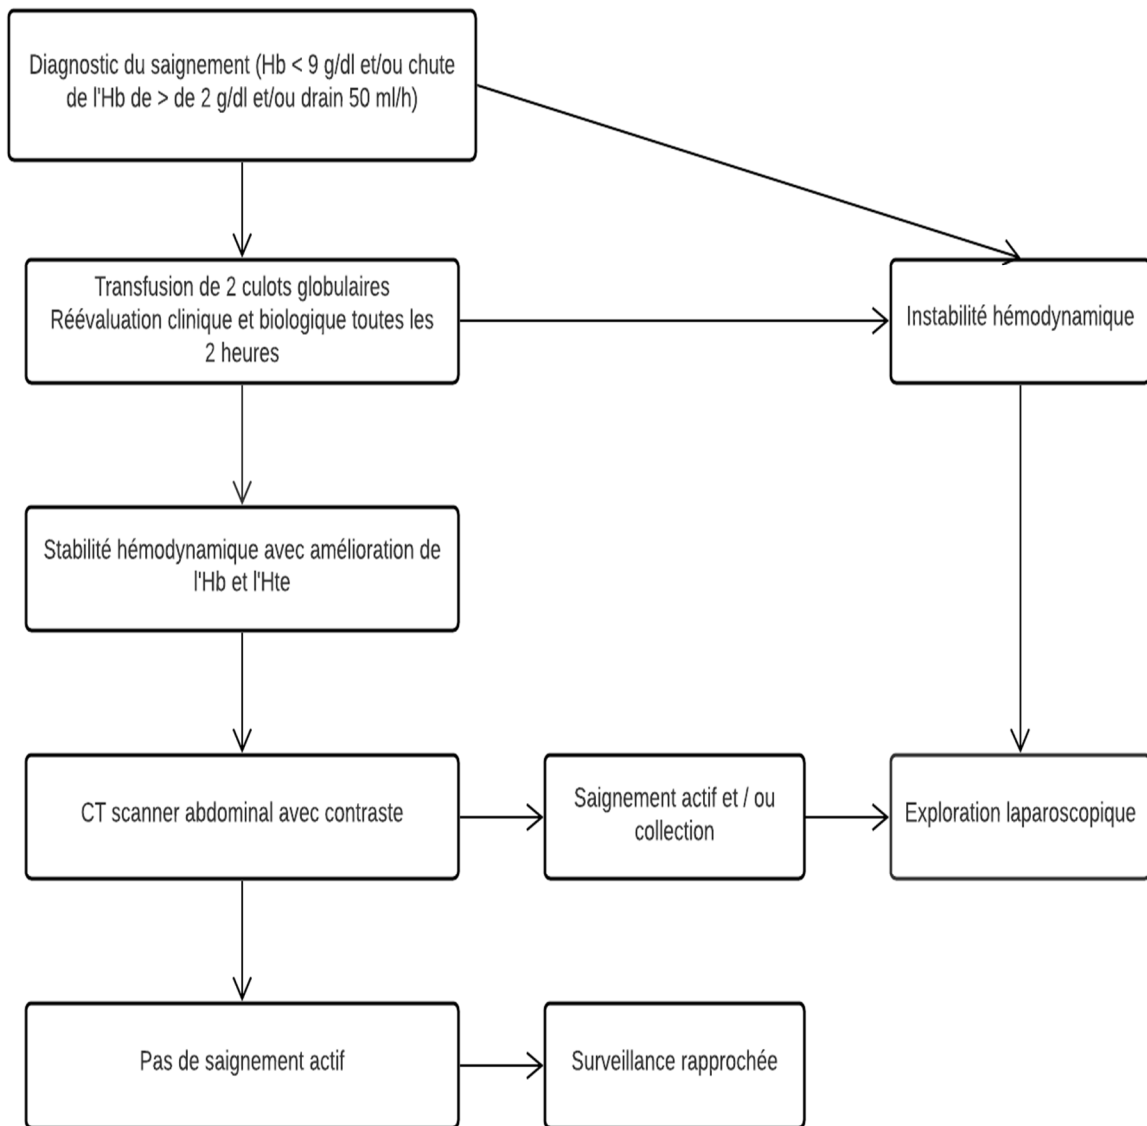 Diagnostic du saignement (Hb < 9 g/dl et/ou chute
de l'Hb de > de 2 g/dl et/ou drain 50 ml/h)
Transfusion de 2 culots globulaires
Réévaluation clinique et biologique toutes les
2 heures
Instabilité hémodynamique
Stabilité hémodynamique avec amélioration de
l'Hb et l'Hte
CT scanner abdominal avec contraste
Saignement actif et / ou
collection
Exploration laparoscopique
Pas de saignement actif
Surveillance rapprochée